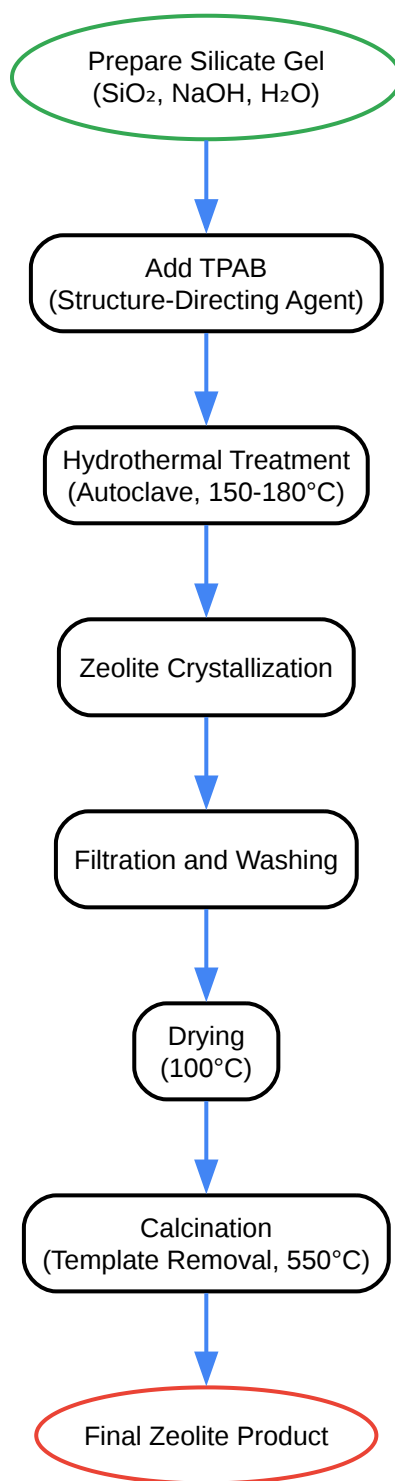 Prepare Silicate Gel
(SiO₂, NaOH, H₂O)
Add TPAB
(Structure-Directing Agent)
Hydrothermal Treatment
(Autoclave, 150-180°C)
Zeolite Crystallization
Filtration and Washing
Drying
(100°C)
Calcination
(Template Removal, 550°C)
Final Zeolite Product